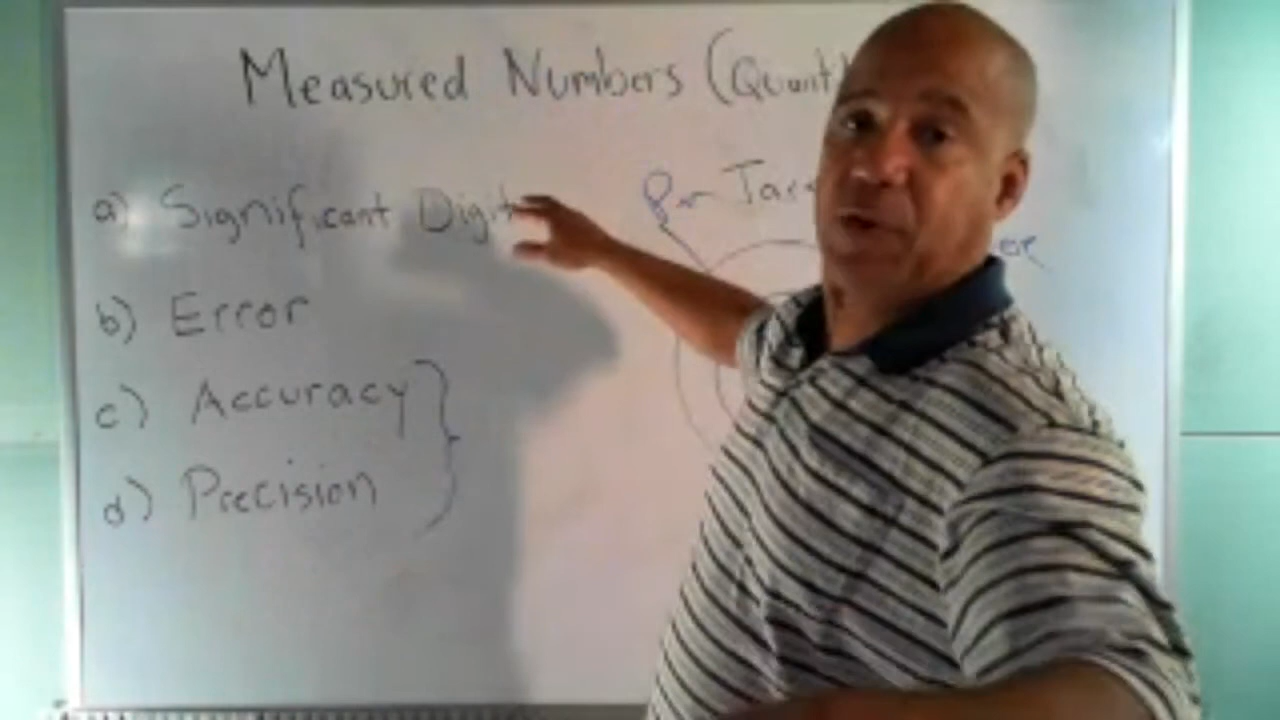 Measured Numbers (Quant
a) Significant Digit
b) Error
c) Accuracy
d) Precision